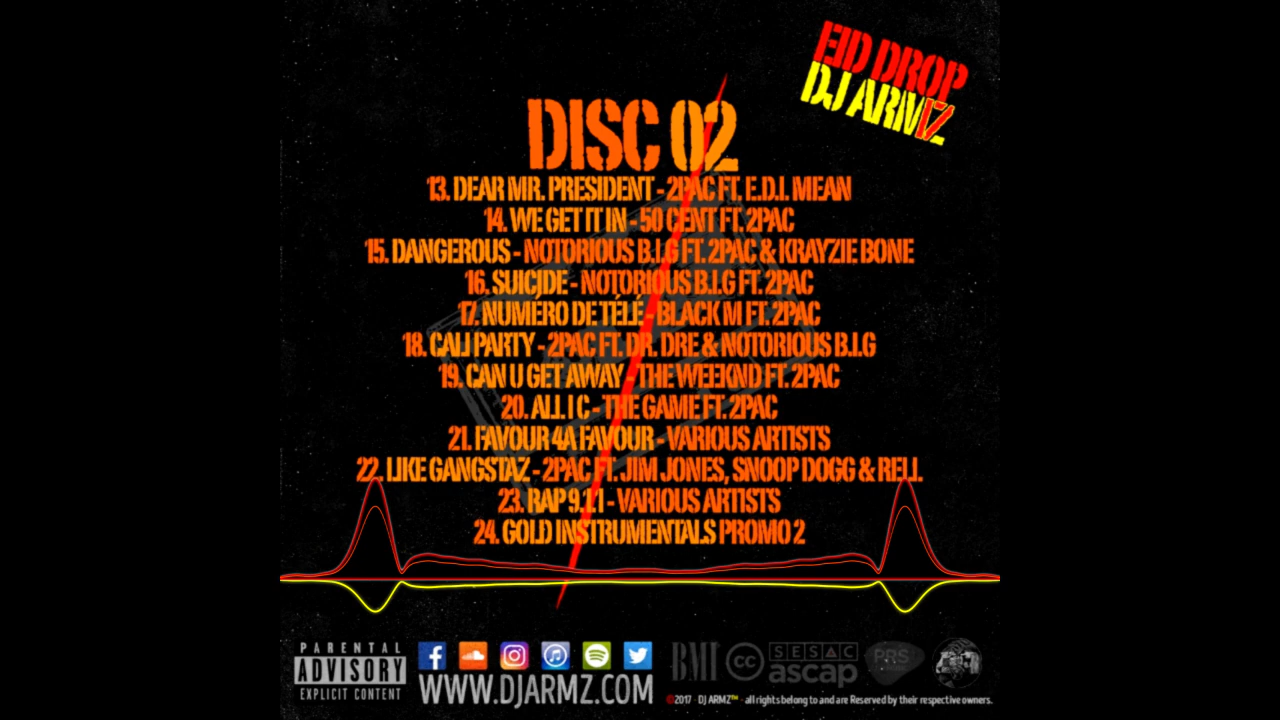 EID DROP
DJ ARMZ
DISC 02
13. DEAR MR. PRESIDENT - 2PAC FT. E.D.I. MEAN
14. WE GET IT IN - 50 CENT FT. 2PAC
15. DANGEROUS - NOTORIOUS B.I.G FT. 2PAC & KRAYZIE BONE
16. SUICIDE - NOTORIOUS B.I.G FT. 2PAC
17. NUMÉRO DE TÉLÉ - BLACK M FT. 2PAC
18. CALI PARTY - 2PAC FT. DR. DRE & NOTORIOUS B.I.G
19. CAN U GET AWAY - THE WEEKND FT. 2PAC
20. ALL I C - THE GAME FT. 2PAC
21. FAVOUR 4A FAVOUR - VARIOUS ARTISTS
22. LIKE GANGSTAZ - 2PAC FT. JIM JONES, SNOOP DOGG & RELL
23. RAP 9.1.1 - VARIOUS ARTISTS
24. GOLD INSTRUMENTALS PROMO 2
PARENTAL
ADVISORY
EXPLICIT CONTENT
WWW.DJARMZ.COM
BMI
cc
SESAC
ascap
PRS
©2017 - DJ ARMZ™ - all rights belong to and are Reserved by their respective owners.